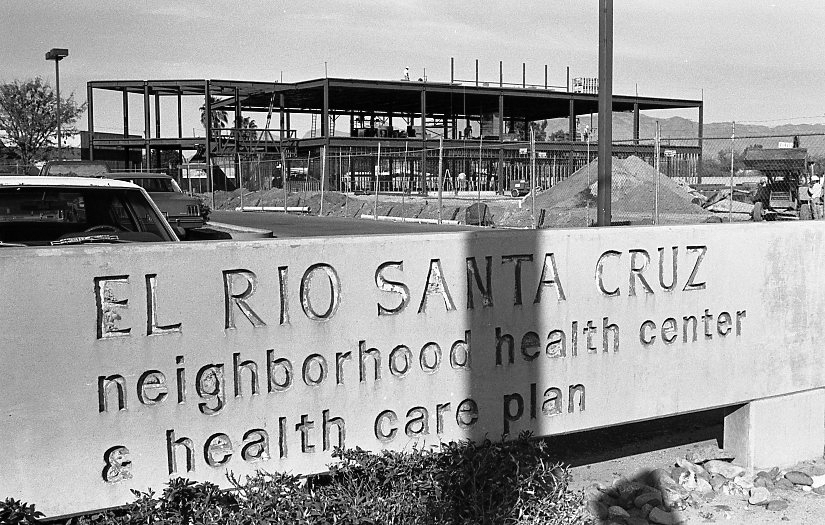 EL RIO SANTA CRUZ
neighborhood health center
& health care plan